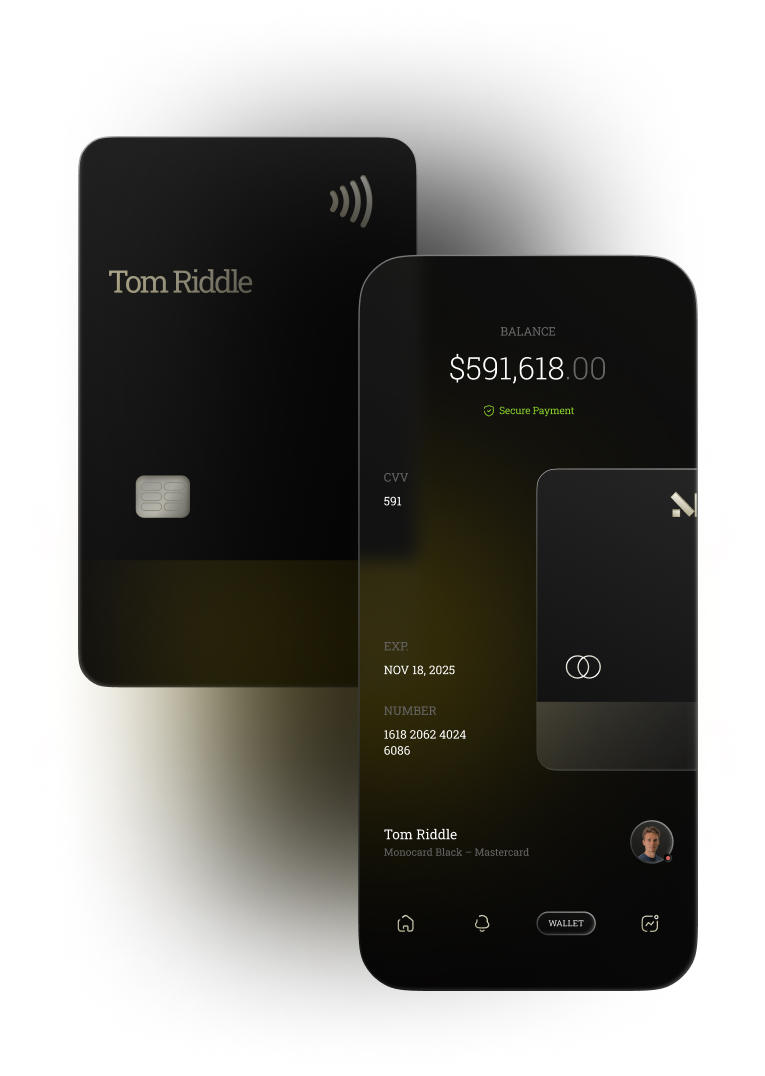 Tom Riddle
BALANCE
$591,618.00
Secure Payment
CVV
591
EXP.
NOV 18, 2025
NUMBER
1618 2062 4024
6086
Tom Riddle
Monocard Black – Mastercard
WALLET